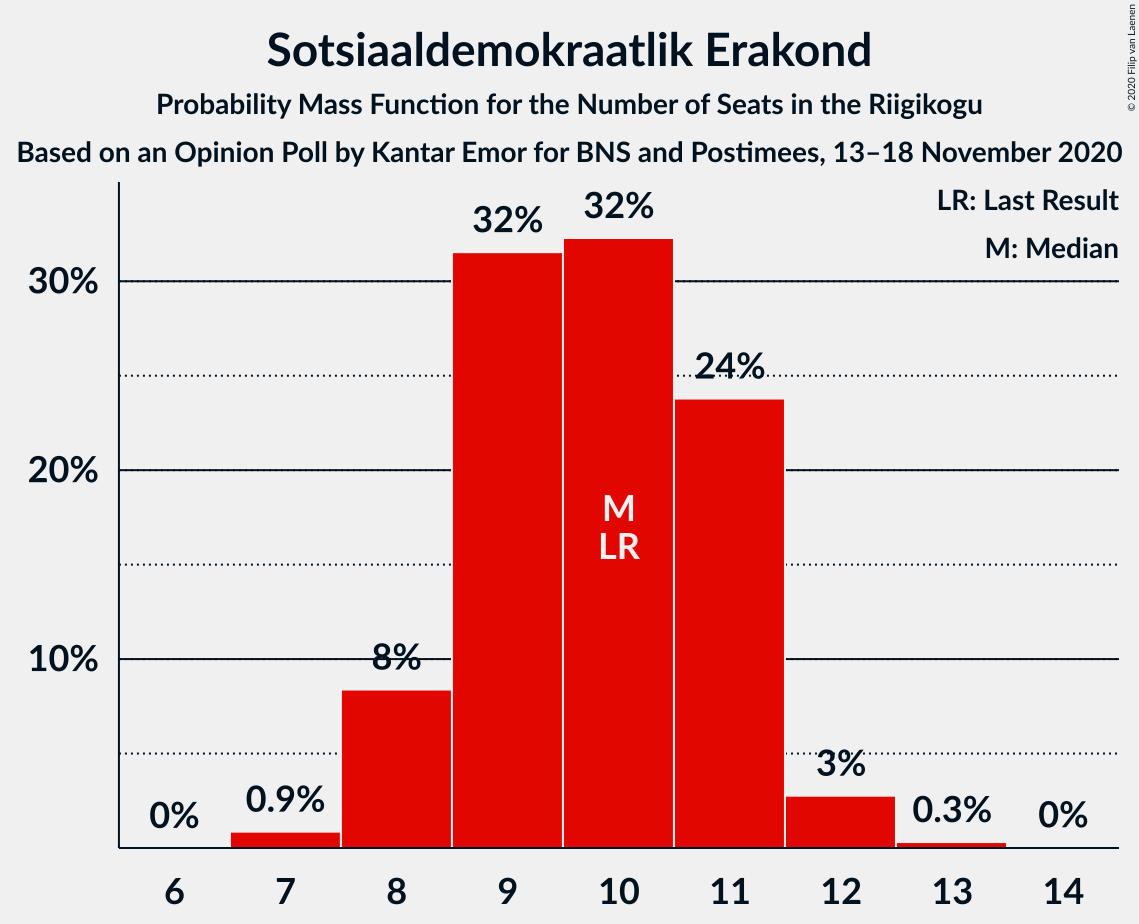 Sotsiaaldemokraatlik Erakond
Probability Mass Function for the Number of Seats in the Riigikogu
Based on an Opinion Poll by Kantar Emor for BNS and Postimees, 13–18 November 2020
© 2020 Filip van Laenen
LR: Last Result
M: Median
30%
20%
10%
0%
0.9%
8%
32%
32%
24%
3%
0.3%
0%
M
LR
6
7
8
9
10
11
12
13
14